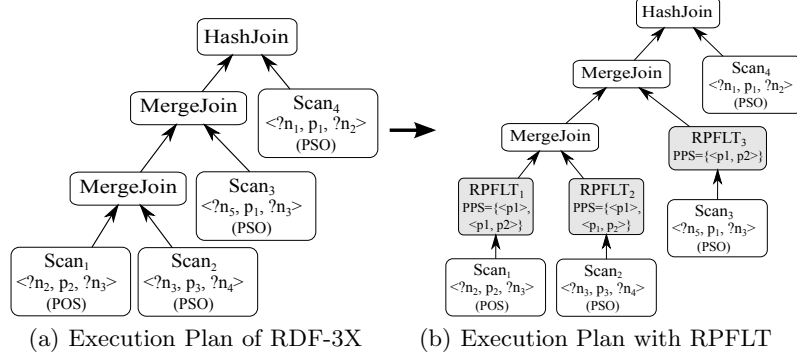 HashJoin
MergeJoin
Scan₄
<?n₁, p₁, ?n₂>
(PSO)
MergeJoin
Scan₃
<?n₅, p₁, ?n₃>
(PSO)
Scan₁
<?n₂, p₂, ?n₃>
(POS)
Scan₂
<?n₃, p₃, ?n₄>
(PSO)
(a) Execution Plan of RDF-3X
HashJoin
MergeJoin
Scan₄
<?n₁, p₁, ?n₂>
(PSO)
MergeJoin
RPFLT₃
PPS={<p1, p2>}
RPFLT₁
PPS={<p1>,
<p1, p2>}
RPFLT₂
PPS={<p1>,
<p₁, p₂>}
Scan₃
<?n₅, p₁, ?n₃>
(PSO)
Scan₁
<?n₂, p₂, ?n₃>
(POS)
Scan₂
<?n₃, p₃, ?n₄>
(PSO)
(b) Execution Plan with RPFLT